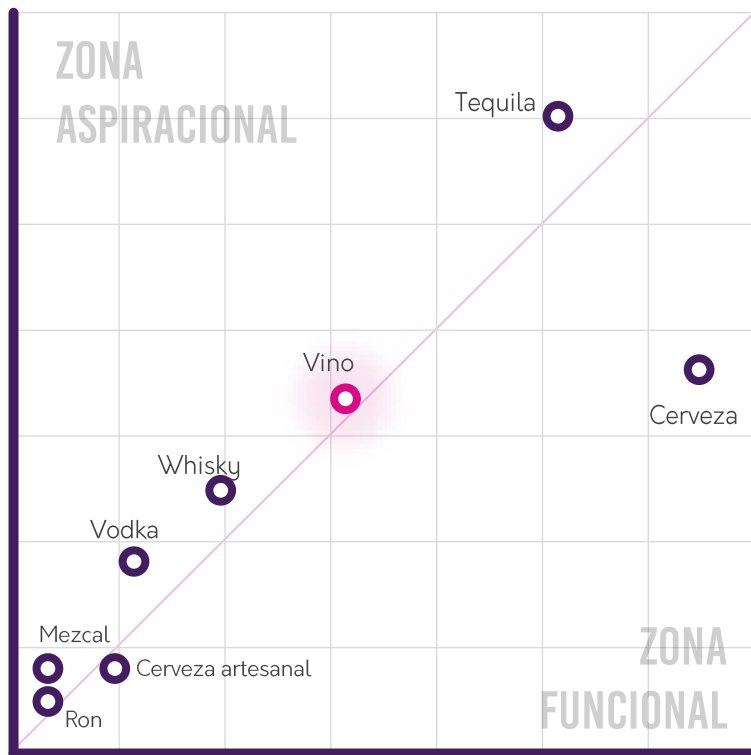 ZONA
ASPIRACIONAL
Tequila
Vino
Cerveza
Whisky
Vodka
Mezcal
Cerveza artesanal
Ron
ZONA
FUNCIONAL